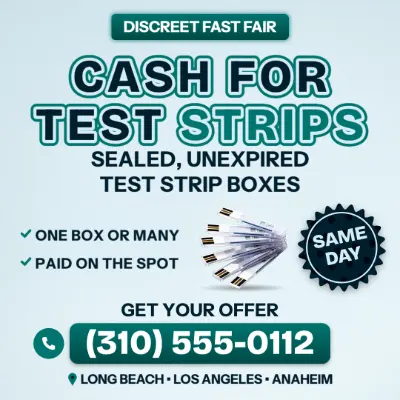 DISCREET FAST FAIR
CASH FOR
TEST STRIPS
SEALED, UNEXPIRED
TEST STRIP BOXES
ONE BOX OR MANY
PAID ON THE SPOT
SAME
DAY
GET YOUR OFFER
(310) 555-0112
LONG BEACH • LOS ANGELES • ANAHEIM